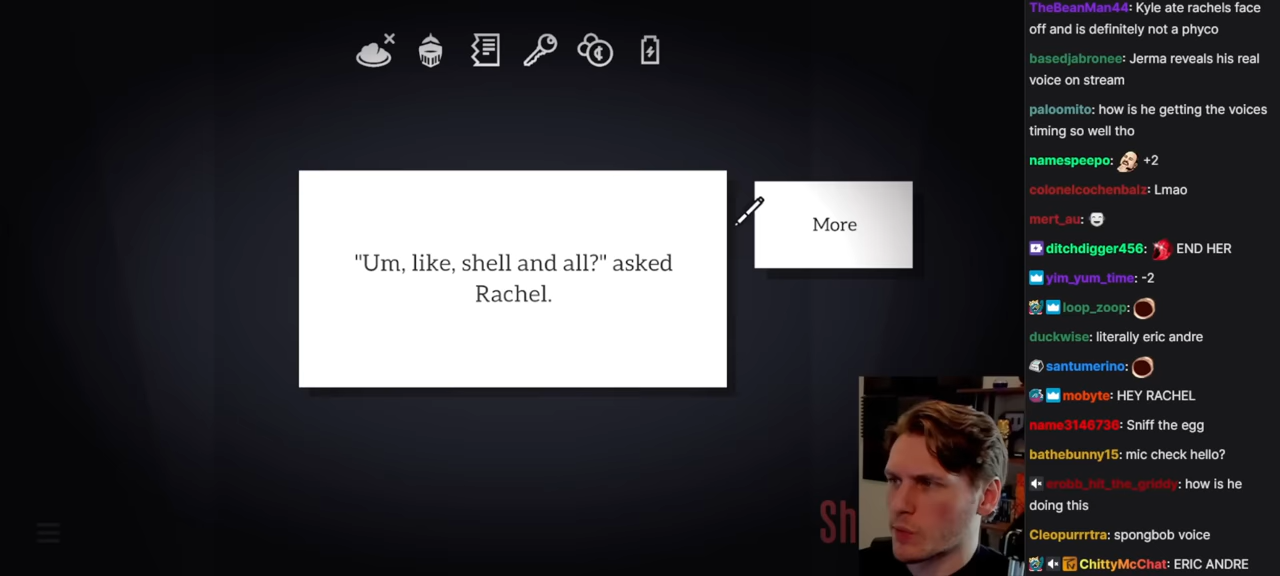 "Um, like, shell and all?" asked
Rachel.
More
Sh
TheBeanMan44: Kyle ate rachels face
off and is definitely not a phyco
basedjabronee: Jerma reveals his real
voice on stream
paloomito: how is he getting the voices
timing so well tho
namespeepo: +2
colonelcochenbalz: Lmao
mert_au:
ditchdigger456: END HER
yim_yum_time: -2
loop_zoop:
duckwise: literally eric andre
santumerino:
mobyte: HEY RACHEL
name3146736: Sniff the egg
bathebunny15: mic check hello?
erobb_hit_the_griddy: how is he
doing this
Cleopurrrtra: spongbob voice
ChittyMcChat: ERIC ANDRE